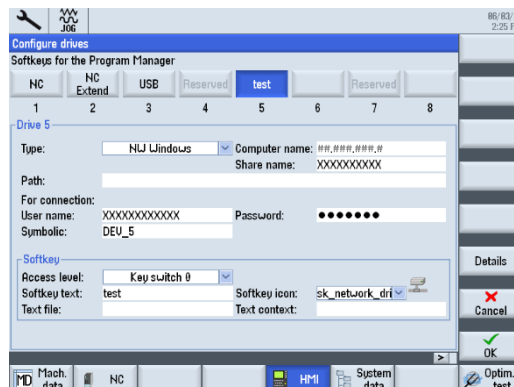 JOG
06/03/
2:25 P
Configure drives
Softkeys for the Program Manager
NC
NC Extend
USB
Reserved
test
Reserved
1 2 3 4 5 6 7 8
Drive 5
Type: NW Windows Computer name: ##.###.###.#
Share name: XXXXXXXXXX
Path:
For connection:
User name: XXXXXXXXXXXX Password: ●●●●●●●
Symbolic: DEV_5
Softkey
Access level: Key switch 0
Softkey text: test Softkey icon: sk_network_dri
Text file: Text context:
Details
Cancel
OK
MD Mach. data
NC
HMI
System data
Optim. test